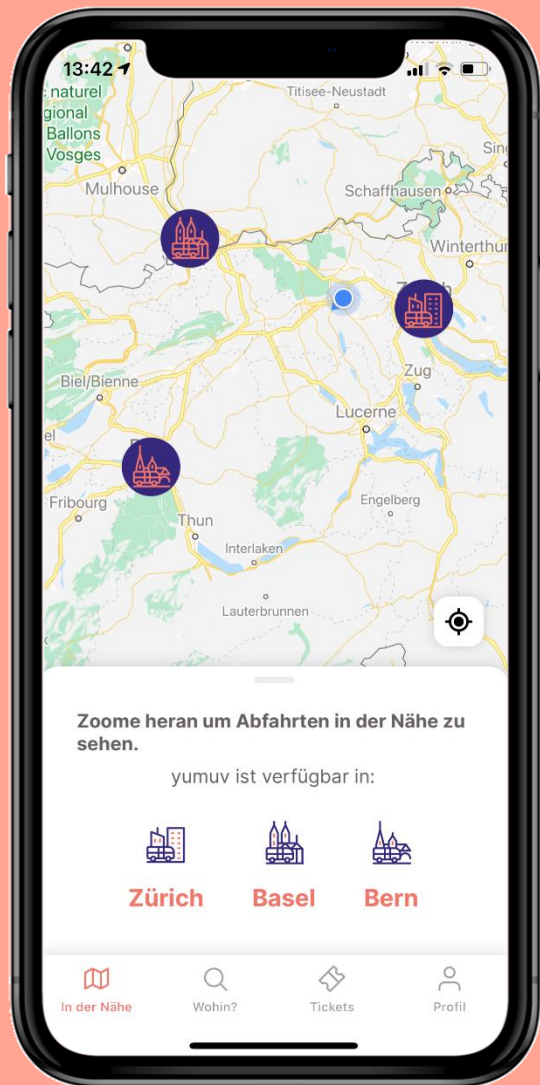 13:42
Titisee-Neustadt
naturel
gional
Ballons
Vosges
Mulhouse
Schaffhausen
Winterthur
Biel/Bienne
Zug
Lucerne
Fribourg
Engelberg
Thun
Interlaken
Lauterbrunnen
Zoome heran um Abfahrten in der Nähe zu
sehen.
yumuv ist verfügbar in:
Zürich Basel Bern
In der Nähe Wohin? Tickets Profil